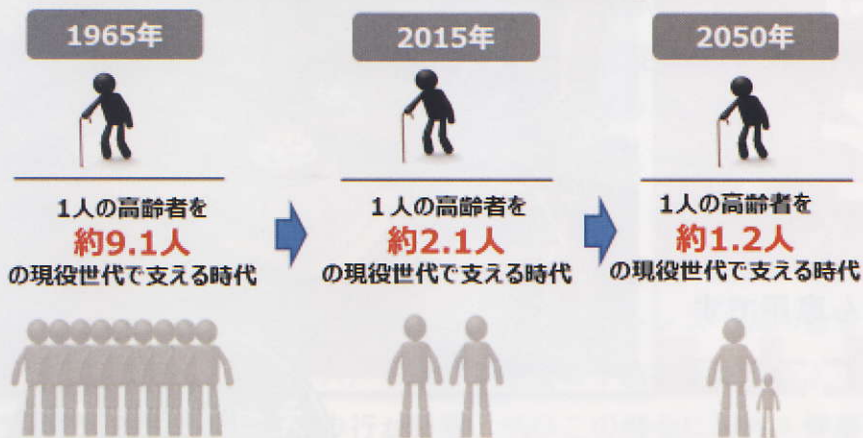 1965年
1人の高齢者を
約9.1人
の現役世代で支える時代
2015年
1人の高齢者を
約2.1人
の現役世代で支える時代
2050年
1人の高齢者を
約1.2人
の現役世代で支える時代